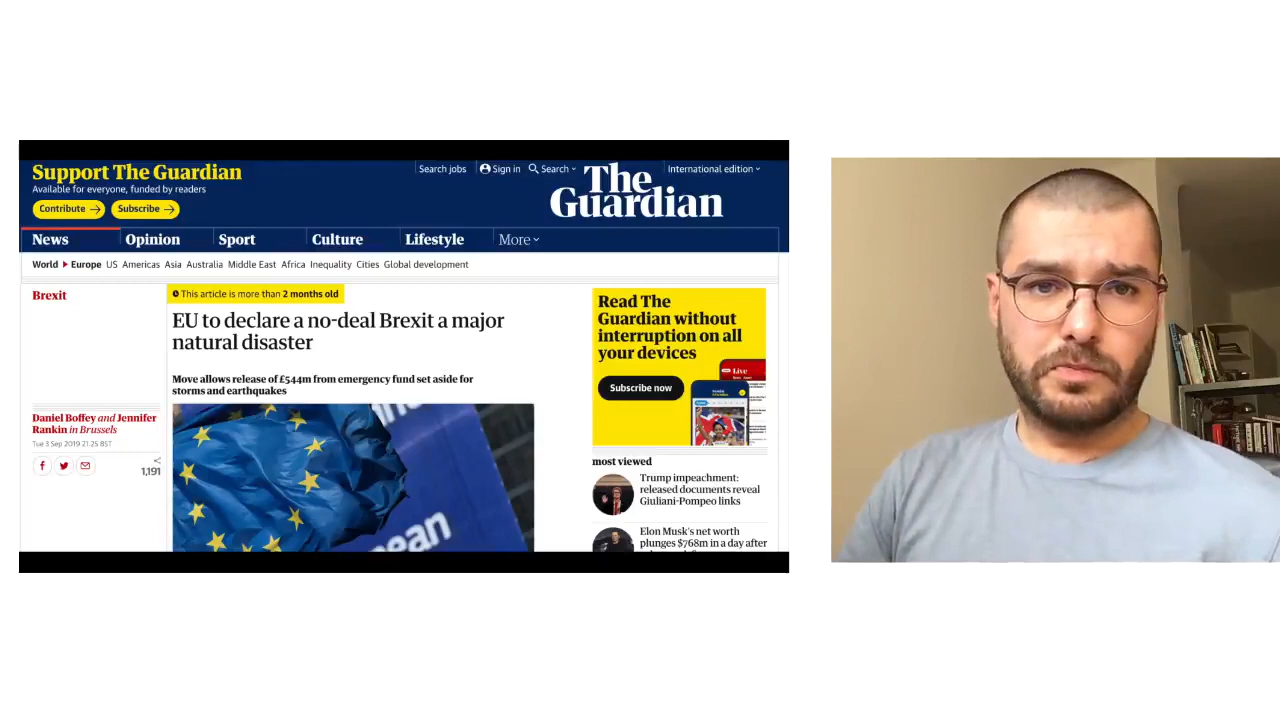 Support The Guardian
Available for everyone, funded by readers
Contribute → Subscribe →
Search jobs Sign in Search International edition
The
Guardian
News Opinion Sport Culture Lifestyle More
World Europe US Americas Asia Australia Middle East Africa Inequality Cities Global development
Brexit
This article is more than 2 months old
EU to declare a no-deal Brexit a major
natural disaster
Move allows release of £544m from emergency fund set aside for
storms and earthquakes
Daniel Boffey and Jennifer
Rankin in Brussels
Tue 3 Sep 2019 21.25 BST
1,191
ean
Read The
Guardian without
interruption on all
your devices
Subscribe now
Live
most viewed
Trump impeachment:
released documents reveal
Giuliani-Pompeo links
Elon Musk's net worth
plunges $768m in a day after